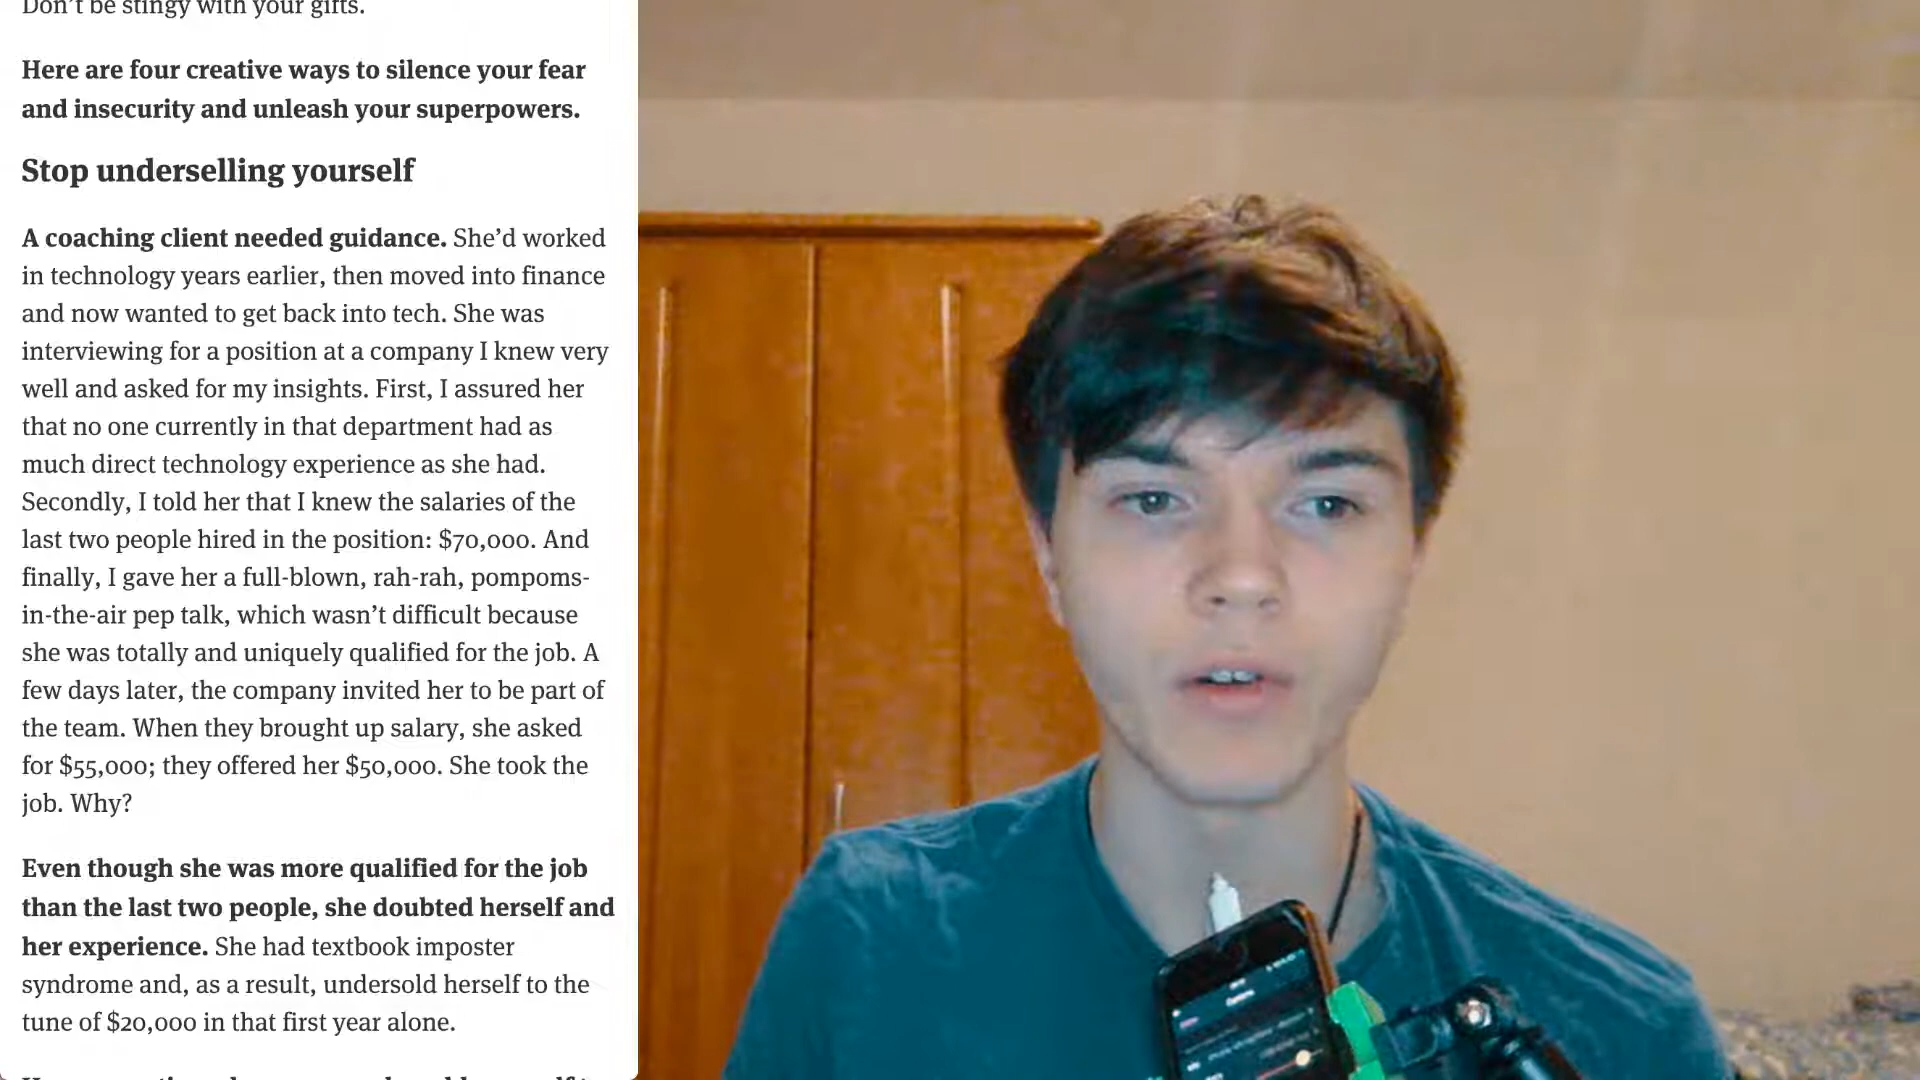 Don't be stingy with your gifts.
Here are four creative ways to silence your fear
and insecurity and unleash your superpowers.
Stop underselling yourself
A coaching client needed guidance. She’d worked
in technology years earlier, then moved into finance
and now wanted to get back into tech. She was
interviewing for a position at a company I knew very
well and asked for my insights. First, I assured her
that no one currently in that department had as
much direct technology experience as she had.
Secondly, I told her that I knew the salaries of the
last two people hired in the position: $70,000. And
finally, I gave her a full-blown, rah-rah, pompoms-
in-the-air pep talk, which wasn’t difficult because
she was totally and uniquely qualified for the job. A
few days later, the company invited her to be part of
the team. When they brought up salary, she asked
for $55,000; they offered her $50,000. She took the
job. Why?
Even though she was more qualified for the job
than the last two people, she doubted herself and
her experience. She had textbook imposter
syndrome and, as a result, undersold herself to the
tune of $20,000 in that first year alone.